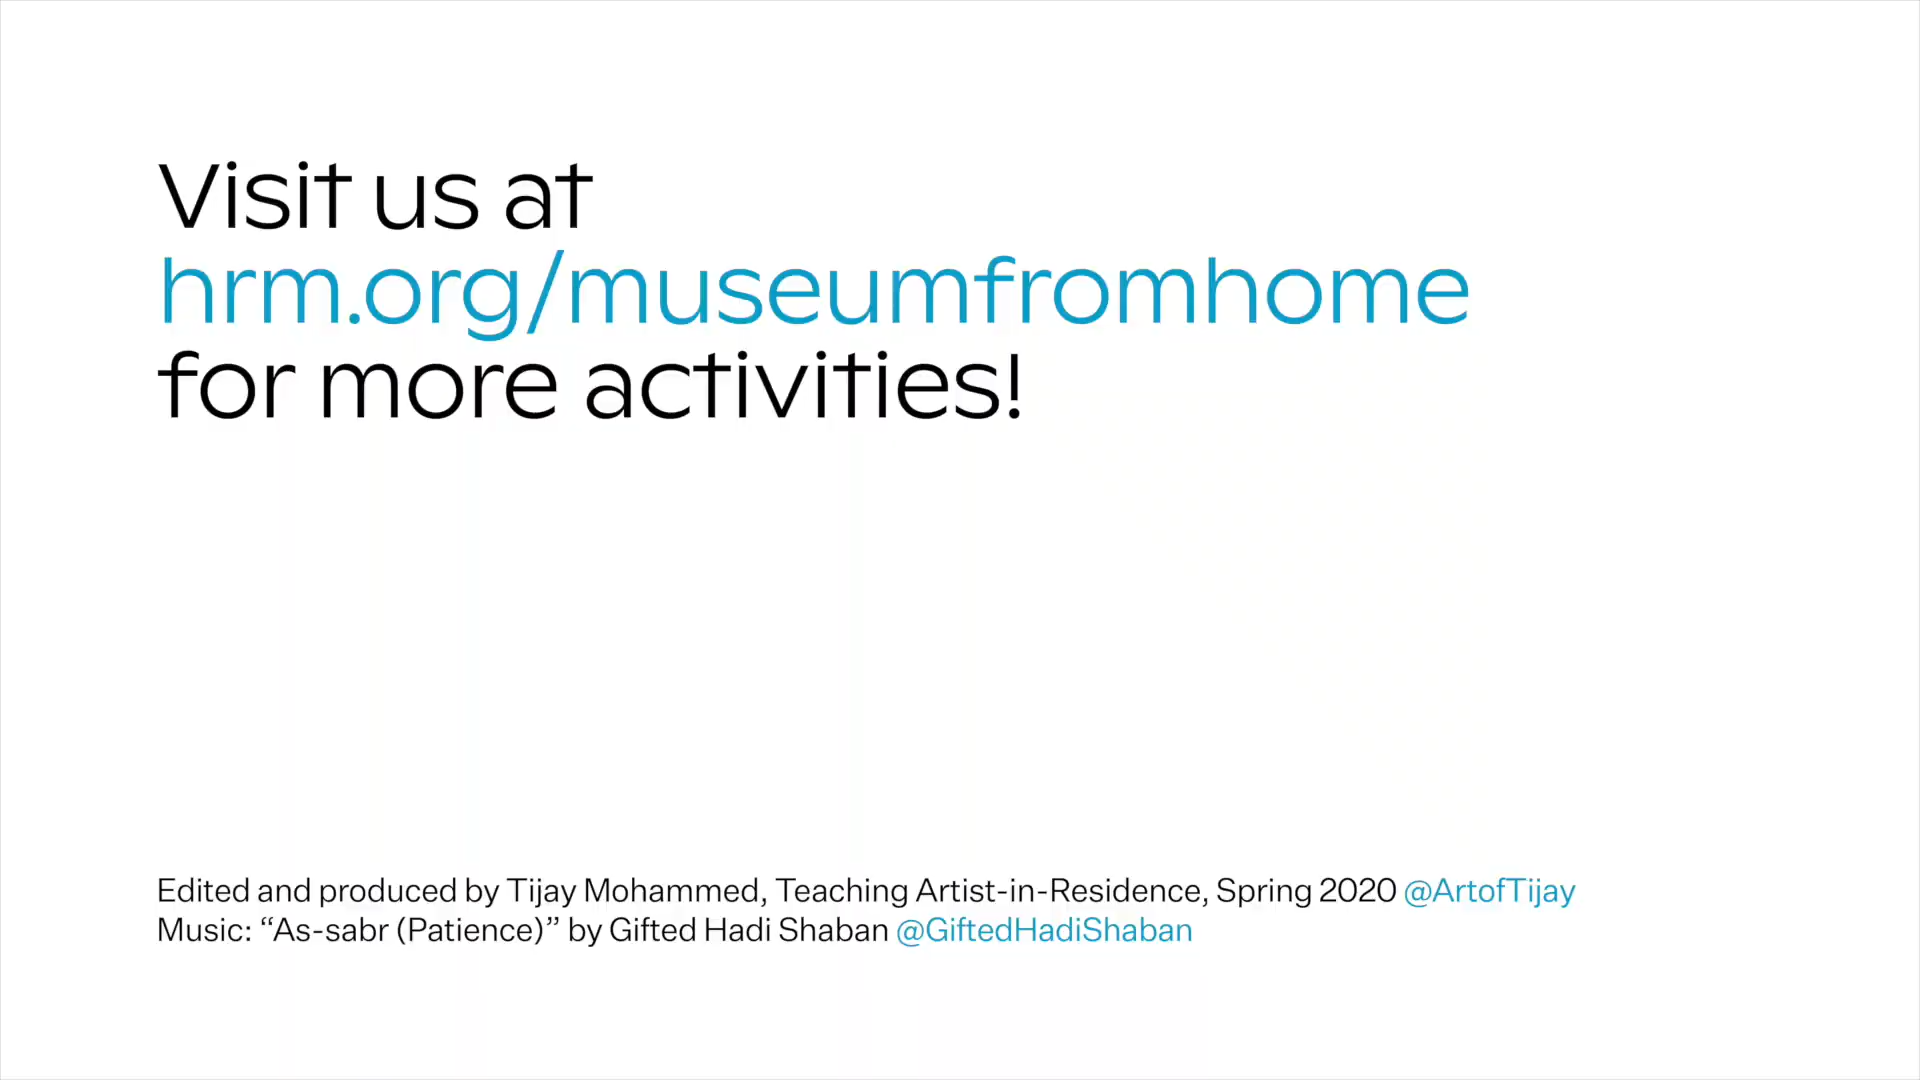 Visit us at
hrm.org/museumfromhome
for more activities!
Edited and produced by Tijay Mohammed, Teaching Artist-in-Residence, Spring 2020 @ArtofTijay
Music: “As-sabr (Patience)” by Gifted Hadi Shaban @GiftedHadiShaban